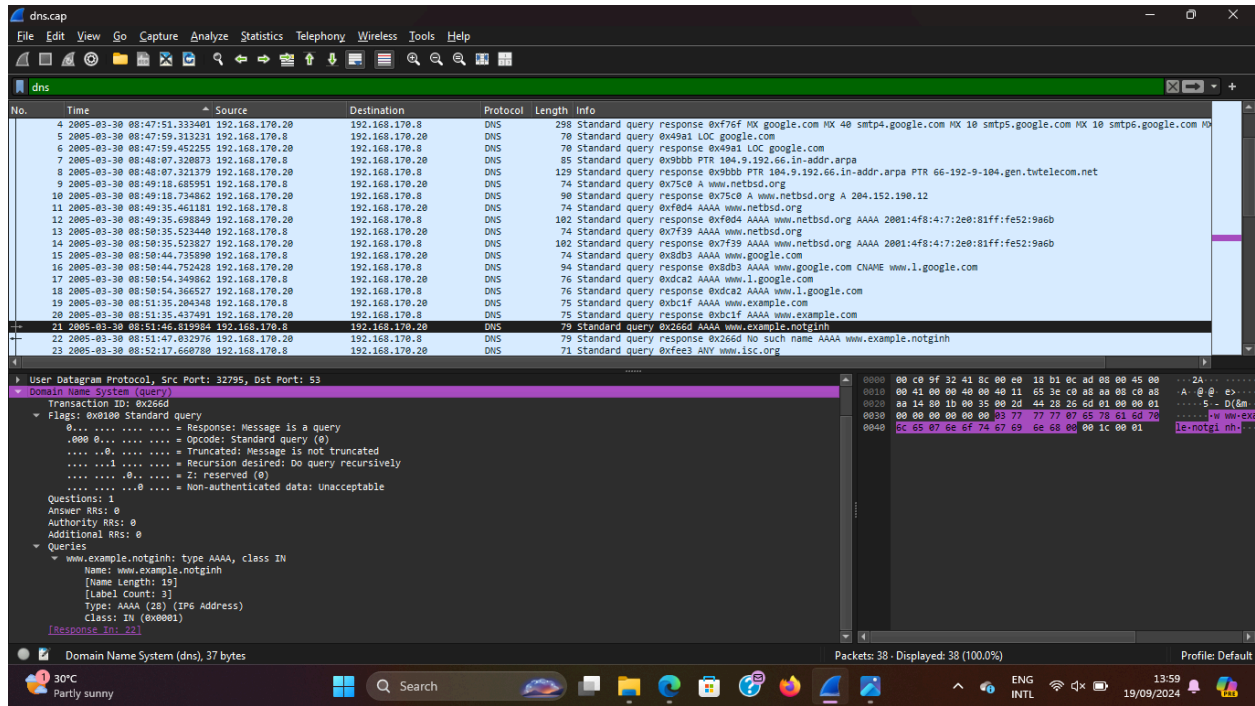 dns.cap
File Edit View Go Capture Analyze Statistics Telephony Wireless Tools Help
dns
No. Time Source Destination Protocol Length Info
4 2005-03-30 08:47:51.333401 192.168.170.20 192.168.170.8 DNS 298 Standard query response 0xf76f MX google.com MX 40 smtp4.google.com MX 10 smtp5.google.com MX 10 smtp6.google.com MX
5 2005-03-30 08:47:59.313231 192.168.170.8 192.168.170.20 DNS 70 Standard query 0x49a1 LOC google.com
6 2005-03-30 08:47:59.452255 192.168.170.20 192.168.170.8 DNS 70 Standard query response 0x49a1 LOC google.com
7 2005-03-30 08:48:07.320873 192.168.170.8 192.168.170.20 DNS 85 Standard query 0x9bbb PTR 104.9.192.66.in-addr.arpa
8 2005-03-30 08:48:07.321379 192.168.170.20 192.168.170.8 DNS 129 Standard query response 0x9bbb PTR 104.9.192.66.in-addr.arpa PTR 66-192-9-104.gen.twtelecom.net
9 2005-03-30 08:49:18.685951 192.168.170.8 192.168.170.20 DNS 74 Standard query 0x75c0 A www.netbsd.org
10 2005-03-30 08:49:18.734862 192.168.170.20 192.168.170.8 DNS 90 Standard query response 0x75c0 A www.netbsd.org A 204.152.190.12
11 2005-03-30 08:49:35.461181 192.168.170.8 192.168.170.20 DNS 74 Standard query 0xf0d4 AAAA www.netbsd.org
12 2005-03-30 08:49:35.698849 192.168.170.20 192.168.170.8 DNS 102 Standard query response 0xf0d4 AAAA www.netbsd.org AAAA 2001:4f8:4:7:2e0:81ff:fe52:9a6b
13 2005-03-30 08:50:35.523440 192.168.170.8 192.168.170.20 DNS 74 Standard query 0x7f39 AAAA www.netbsd.org
14 2005-03-30 08:50:35.523827 192.168.170.20 192.168.170.8 DNS 102 Standard query response 0x7f39 AAAA www.netbsd.org AAAA 2001:4f8:4:7:2e0:81ff:fe52:9a6b
15 2005-03-30 08:50:44.735890 192.168.170.8 192.168.170.20 DNS 74 Standard query 0x8db3 AAAA www.google.com
16 2005-03-30 08:50:44.752428 192.168.170.20 192.168.170.8 DNS 94 Standard query response 0x8db3 AAAA www.google.com CNAME www.l.google.com
17 2005-03-30 08:50:54.349862 192.168.170.8 192.168.170.20 DNS 76 Standard query 0xdca2 AAAA www.l.google.com
18 2005-03-30 08:50:54.366527 192.168.170.20 192.168.170.8 DNS 76 Standard query response 0xdca2 AAAA www.l.google.com
19 2005-03-30 08:51:35.204348 192.168.170.8 192.168.170.20 DNS 75 Standard query 0xbc1f AAAA www.example.com
20 2005-03-30 08:51:35.437491 192.168.170.20 192.168.170.8 DNS 75 Standard query response 0xbc1f AAAA www.example.com
21 2005-03-30 08:51:46.819984 192.168.170.8 192.168.170.20 DNS 79 Standard query 0x266d AAAA www.example.notginh
22 2005-03-30 08:51:47.032976 192.168.170.20 192.168.170.8 DNS 79 Standard query response 0x266d No such name AAAA www.example.notginh
23 2005-03-30 08:52:17.660780 192.168.170.8 192.168.170.20 DNS 71 Standard query 0xfee3 ANY www.isc.org
User Datagram Protocol, Src Port: 32795, Dst Port: 53
Domain Name System (query)
Transaction ID: 0x266d
Flags: 0x0100 Standard query
0... .... .... .... = Response: Message is a query
.000 0... .... .... = Opcode: Standard query (0)
.... ..0. .... .... = Truncated: Message is not truncated
.... ...1 .... .... = Recursion desired: Do query recursively
.... .... .0.. .... = Z: reserved (0)
.... .... ...0 .... = Non-authenticated data: Unacceptable
Questions: 1
Answer RRs: 0
Authority RRs: 0
Additional RRs: 0
Queries
www.example.notginh: type AAAA, class IN
Name: www.example.notginh
[Name Length: 19]
[Label Count: 3]
Type: AAAA (28) (IP6 Address)
Class: IN (0x0001)
[Response In: 22]
0000 00 c0 9f 32 41 8c 00 e0 18 b1 0c ad 08 00 45 00 ···2A··· ······
0010 00 41 00 00 40 00 40 11 65 3e c0 a8 aa 08 c0 a8 ·A··@·@· e>······
0020 aa 14 80 1b 00 35 00 2d 44 28 26 6d 01 00 00 01 ·····5·- D(&m·
0030 00 00 00 00 00 00 03 77 77 77 07 65 78 61 6d 70 ·······w ww·exa
0040 6c 65 07 6e 6f 74 67 69 6e 68 00 00 1c 00 01 le·notgi nh···
Domain Name System (dns), 37 bytes
Packets: 38 · Displayed: 38 (100.0%)
Profile: Default
1
30°C
Partly sunny
Search
ENG
INTL
13:59
19/09/2024
PRE